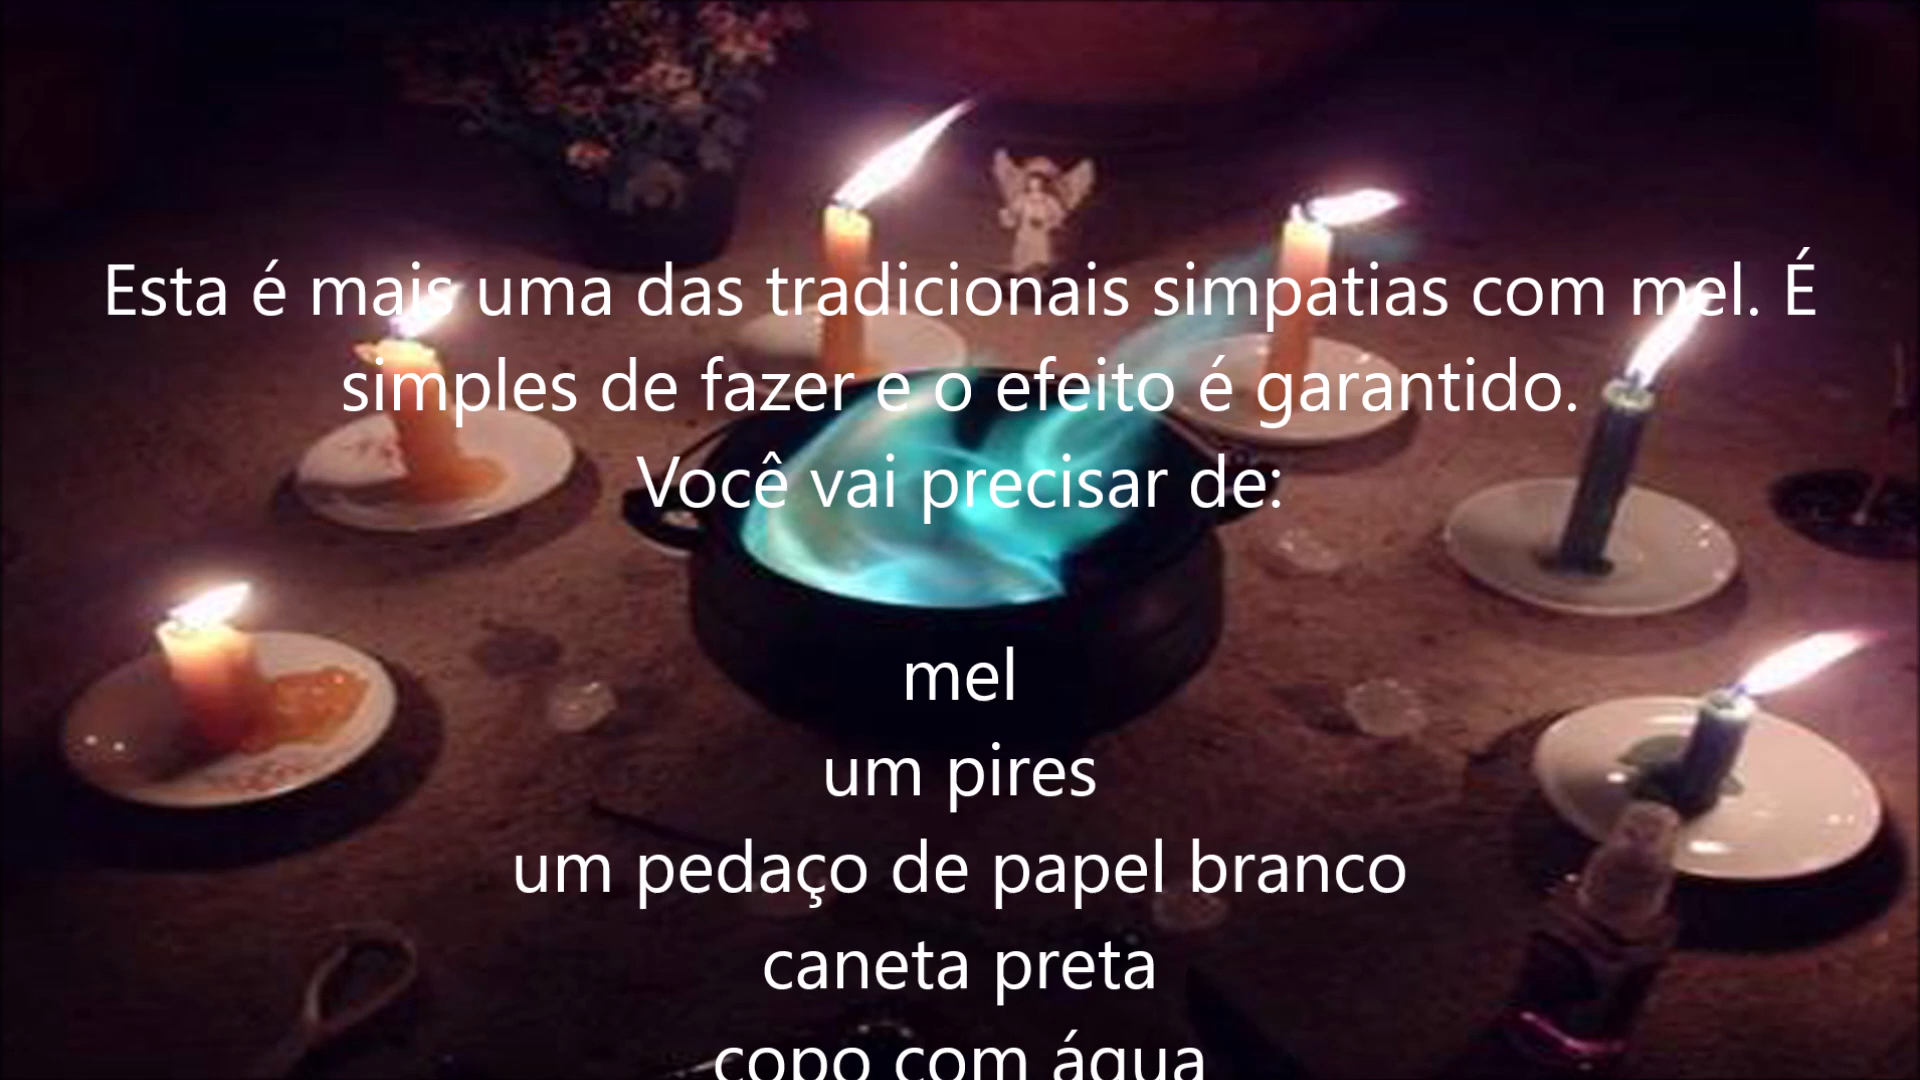 Esta é mais uma das tradicionais simpatias com mel. É
simples de fazer e o efeito é garantido.
Você vai precisar de:
mel
um pires
um pedaço de papel branco
caneta preta
copo com água